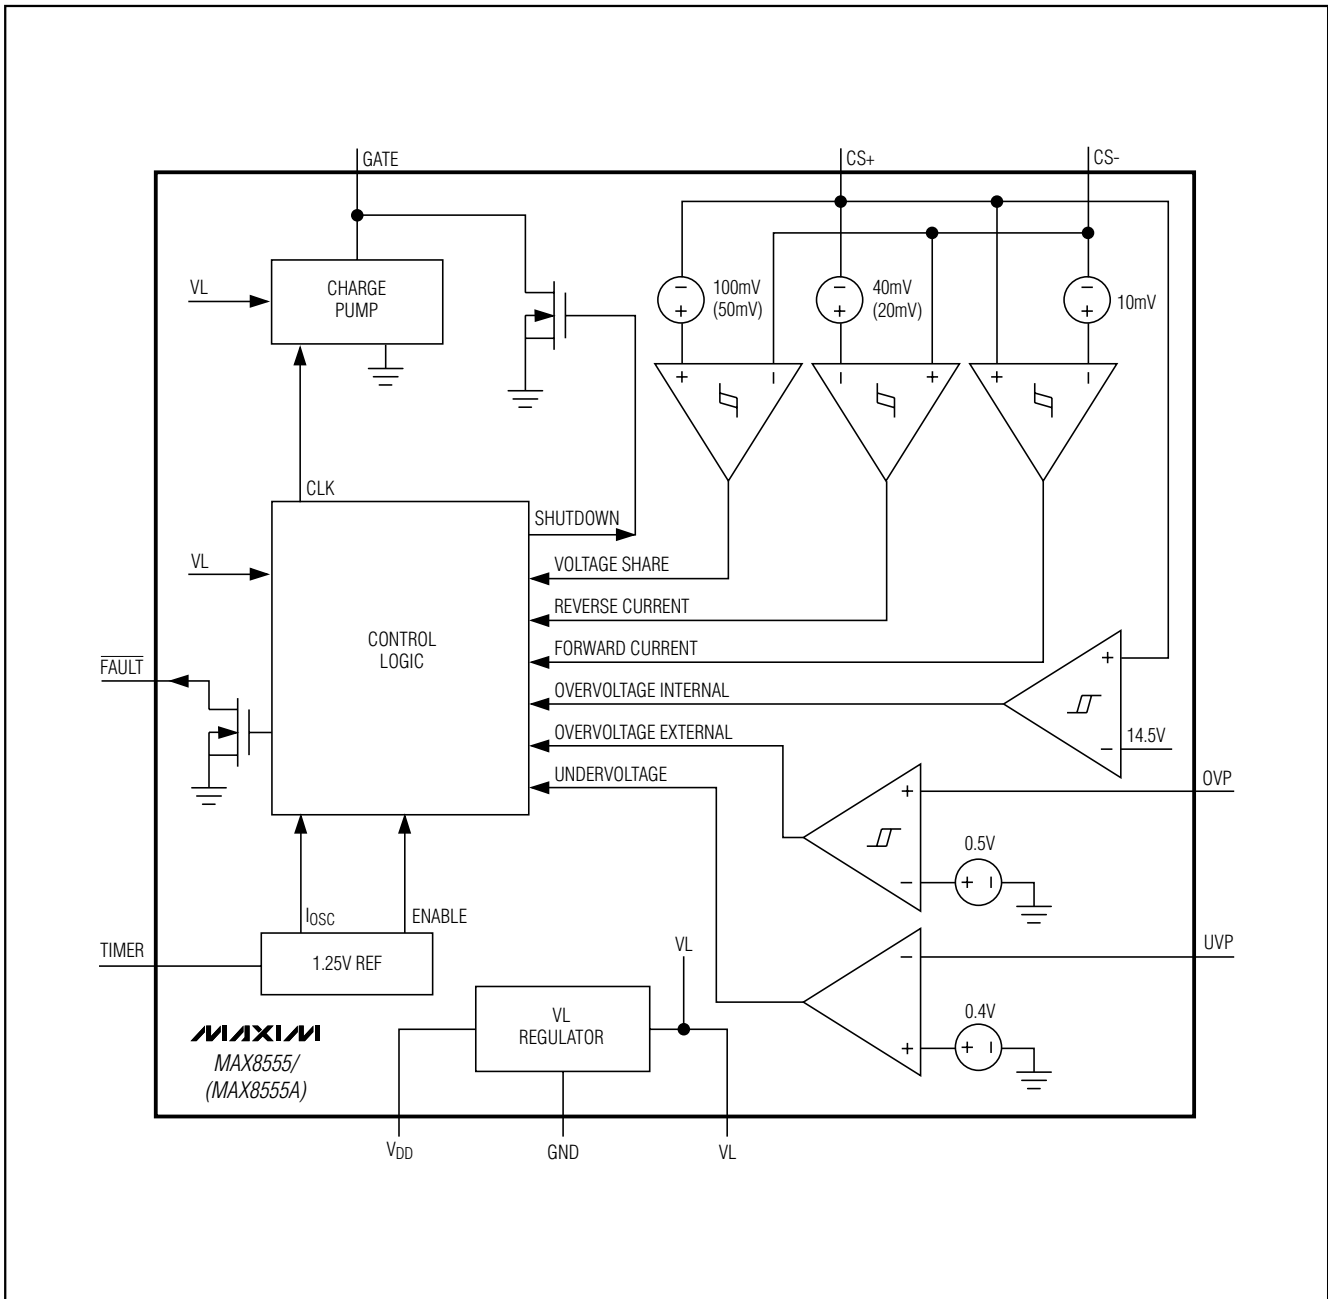 GATE
CS+
CS-
VL
CHARGE
PUMP
100mV
(50mV)
40mV
(20mV)
10mV
CLK
SHUTDOWN
VL
VOLTAGE SHARE
REVERSE CURRENT
CONTROL
LOGIC
FORWARD CURRENT
FAULT
OVERVOLTAGE INTERNAL
OVERVOLTAGE EXTERNAL
14.5V
UNDERVOLTAGE
OVP
0.5V
IOSC
ENABLE
TIMER
1.25V REF
VL
UVP
VL
REGULATOR
0.4V
MAXIM
MAX8555/
(MAX8555A)
VDD
GND
VL